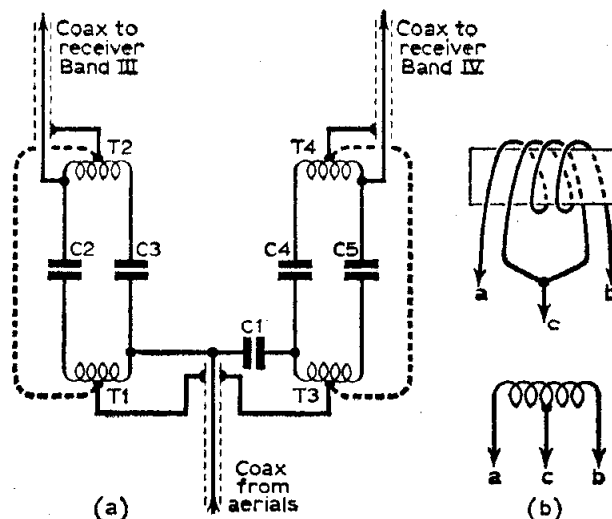 Coax to
receiver
Band III
Coax to
receiver
Band IV
T2
T4
C2
C3
C4
C5
C1
T1
T3
Coax
from
aerials
(a)
a
b
c
a
c
b
(b)